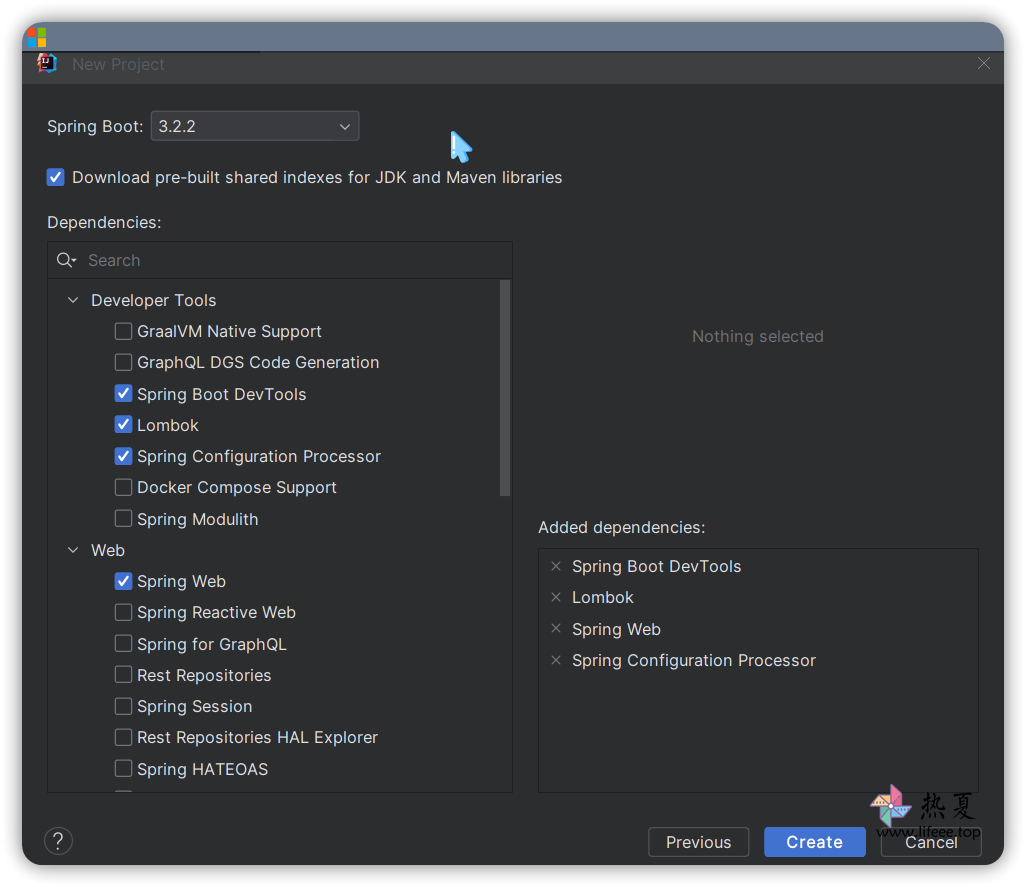 New Project
Spring Boot: 3.2.2
Download pre-built shared indexes for JDK and Maven libraries
Dependencies:
Search
Developer Tools
GraalVM Native Support
GraphQL DGS Code Generation
Spring Boot DevTools
Lombok
Spring Configuration Processor
Docker Compose Support
Spring Modulith
Web
Spring Web
Spring Reactive Web
Spring for GraphQL
Rest Repositories
Spring Session
Rest Repositories HAL Explorer
Spring HATEOAS
Nothing selected
Added dependencies:
Spring Boot DevTools
Lombok
Spring Web
Spring Configuration Processor
热夏
www.lifeee.top
? Previous Create Cancel